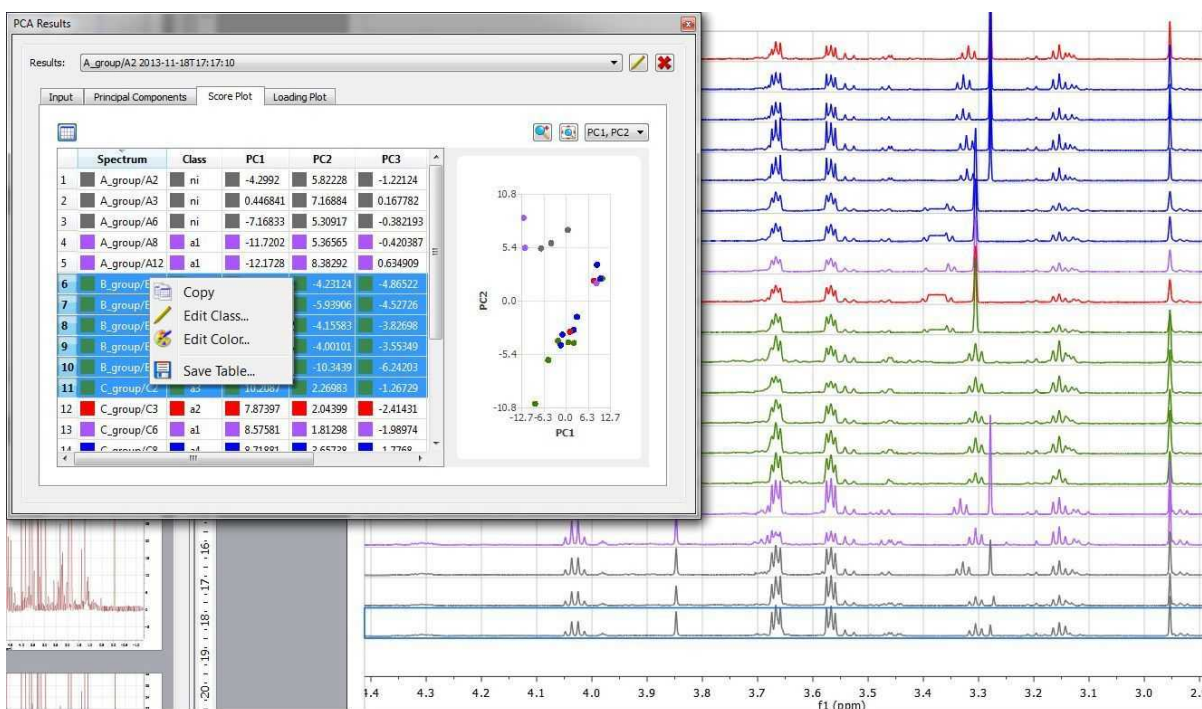 PCA Results
Results: A_group/A2 2013-11-18T17:17:10
Input Principal Components Score Plot Loading Plot
PC1, PC2
Spectrum Class PC1 PC2 PC3
1 A_group/A2 ni -4.2992 5.82228 -1.22124
2 A_group/A3 ni 0.446841 7.16884 0.167782
3 A_group/A6 ni -7.16833 5.30917 -0.382193
4 A_group/A8 a1 -11.7202 5.36565 -0.420387
5 A_group/A12 a1 -12.1728 8.38292 0.634909
6 B_group/ -4.23124 -4.86522
7 B_group/ -5.93906 -4.52726
8 B_group/ -4.15583 -3.82698
9 B_group/ -4.00101 -3.55349
10 B_group/ -10.3439 -6.24203
11 C_group/C2 a3 10.2087 2.26983 -1.26729
12 C_group/C3 a2 7.87397 2.04399 -2.41431
13 C_group/C6 a1 8.57581 1.81298 -1.98974
14 C_group/C8 a4 8.71881 3.65738 -1.7768
Copy
Edit Class...
Edit Color...
Save Table...
10.8
5.4
0.0
-5.4
-10.8
PC2
-12.7 -6.3 0.0 6.3 12.7
PC1
16
17
18
19
20
4.4 4.3 4.2 4.1 4.0 3.9 3.8 3.7 3.6 3.5 3.4 3.3 3.2 3.1 3.0
f1 (ppm)